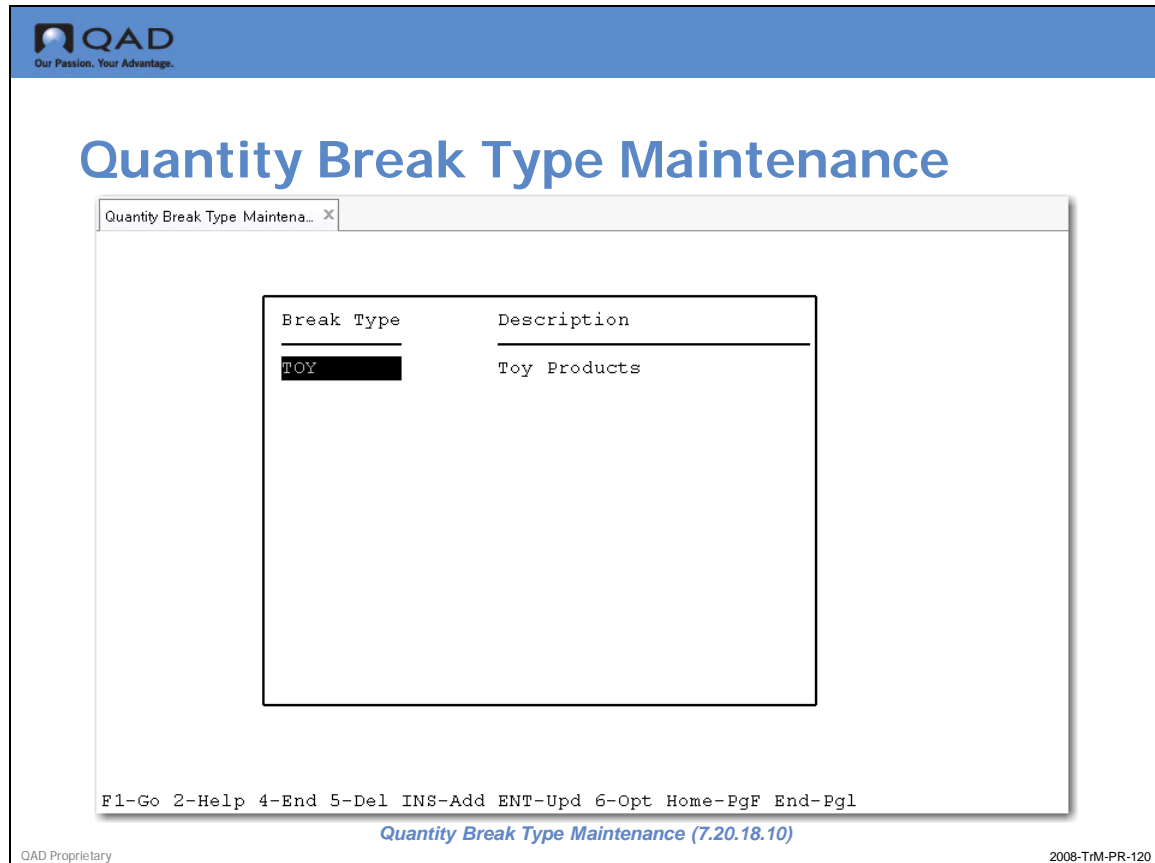 QAD
Our Passion. Your Advantage.
Quantity Break Type Maintenance
Quantity Break Type Maintena... X
Break Type Description
TOY Toy Products
F1-Go 2-Help 4-End 5-Del INS-Add ENT-Upd 6-Opt Home-PgF End-Pgl
Quantity Break Type Maintenance (7.20.18.10)
QAD Proprietary 2008-TrM-PR-120